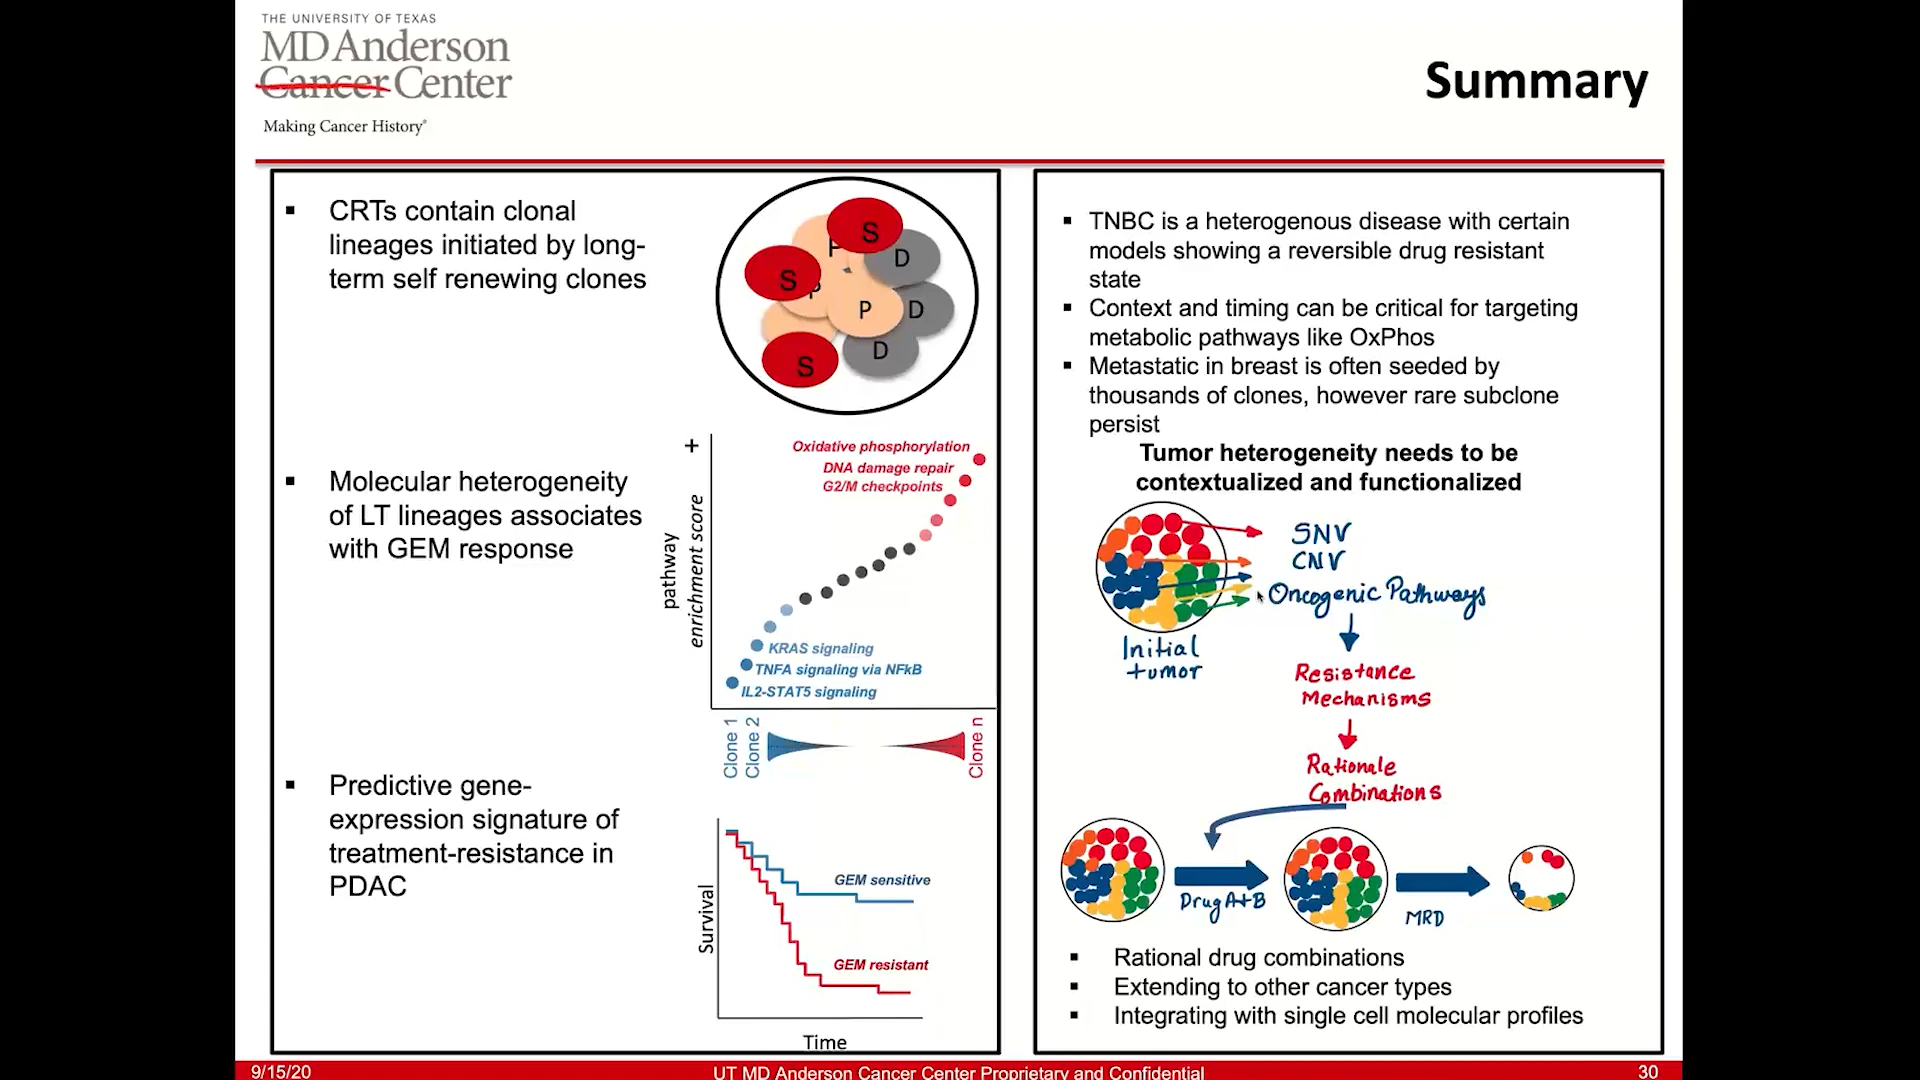 THE UNIVERSITY OF TEXAS
MD Anderson
Cancer Center
Making Cancer History®
Summary
▪ CRTs contain clonal
lineages initiated by long-
term self renewing clones
S
P
D
S
P
P
D
D
S
▪ Molecular heterogeneity
of LT lineages associates
with GEM response
+
pathway
enrichment score
Oxidative phosphorylation
DNA damage repair
G2/M checkpoints
KRAS signaling
TNFA signaling via NFkB
IL2-STAT5 signaling
Clone 1
Clone 2
Clone n
▪ Predictive gene-
expression signature of
treatment-resistance in
PDAC
Survival
GEM sensitive
GEM resistant
Time
▪ TNBC is a heterogenous disease with certain
models showing a reversible drug resistant
state
▪ Context and timing can be critical for targeting
metabolic pathways like OxPhos
▪ Metastatic in breast is often seeded by
thousands of clones, however rare subclone
persist
Tumor heterogeneity needs to be
contextualized and functionalized
SNV
CNV
Oncogenic Pathways
Initial
tumor
Resistance
Mechanisms
Rationale
Combinations
Drug A+B
MRD
▪ Rational drug combinations
▪ Extending to other cancer types
▪ Integrating with single cell molecular profiles
9/15/20
UT MD Anderson Cancer Center Proprietary and Confidential
30